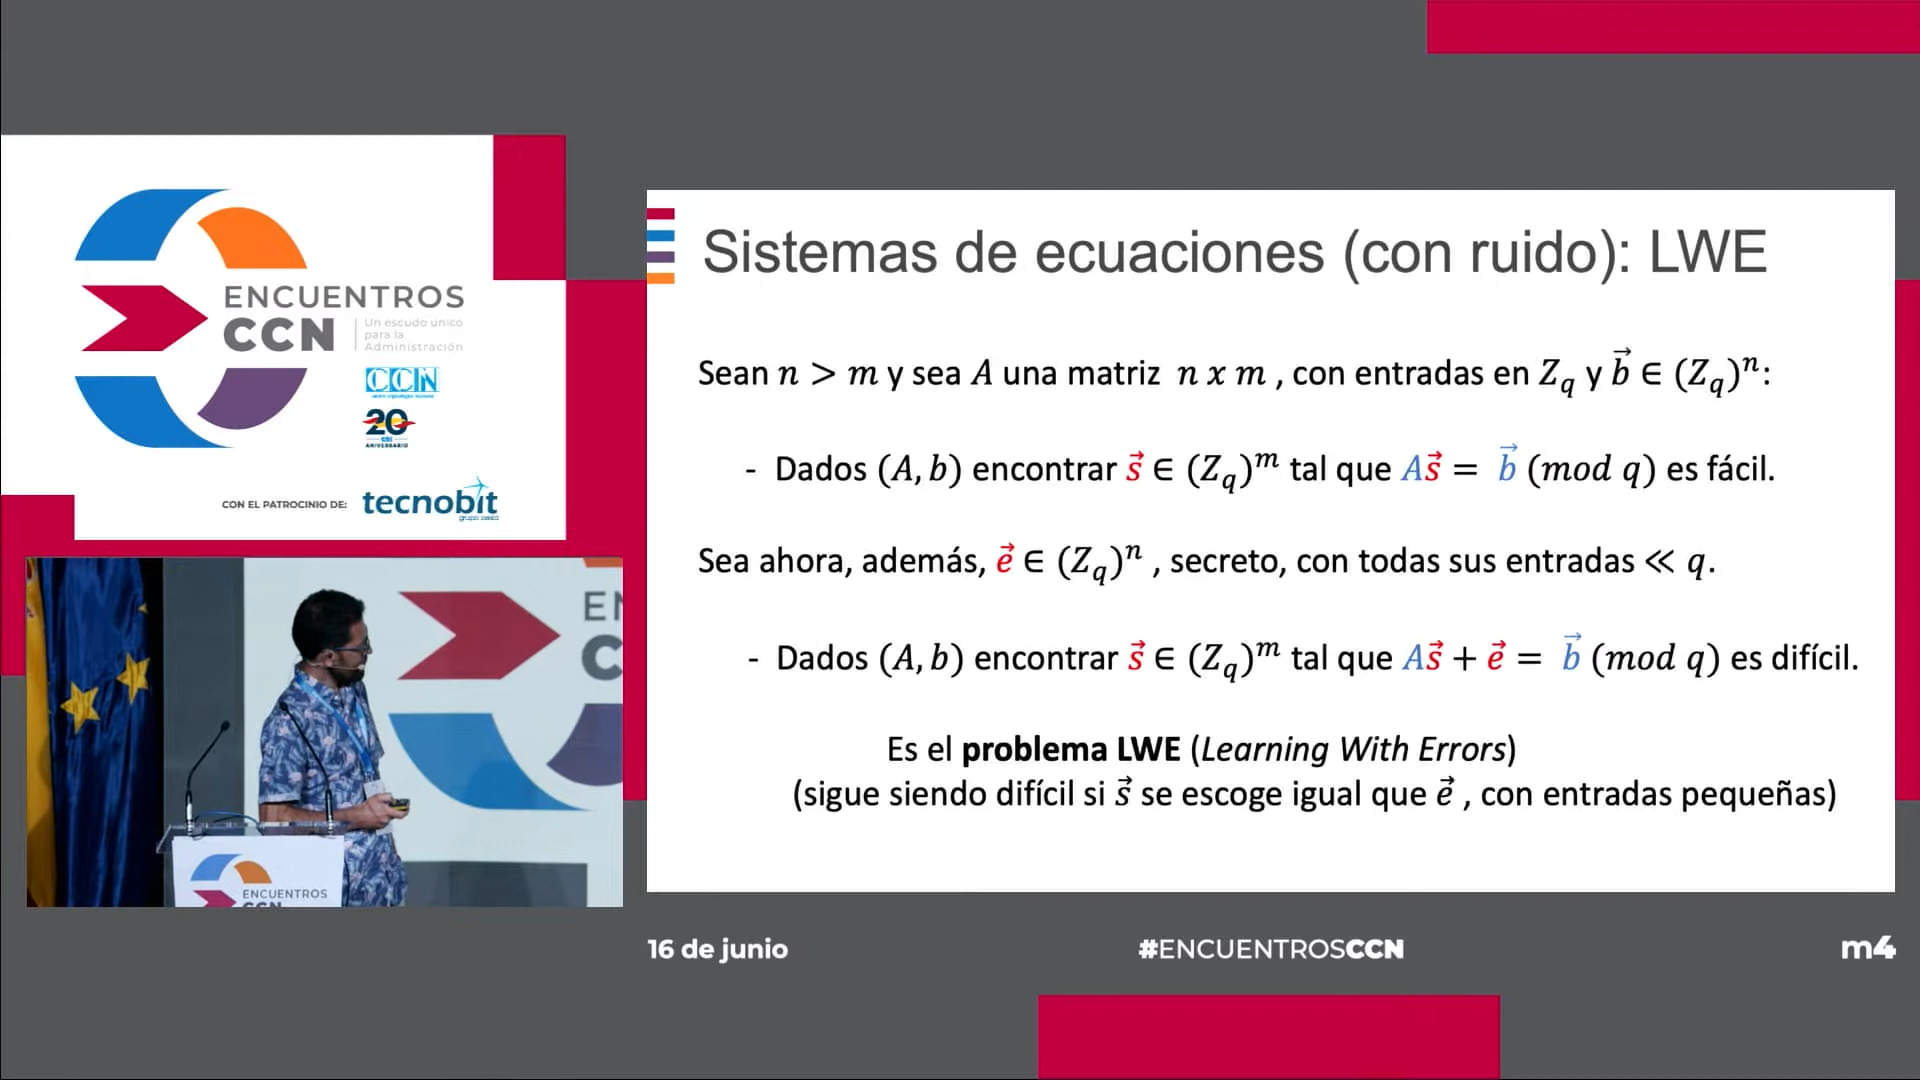 ENCUENTROS
CCN
Un escudo único
para la
Administración
CCN
20
ANIVERSARIO
CON EL PATROCINIO DE:
tecnobit
Sistemas de ecuaciones (con ruido): LWE
Sean n > m y sea A una matriz n x m , con entradas en Z_q y b⃗ ∈ (Z_q)^n:
- Dados (A, b) encontrar s⃗ ∈ (Z_q)^m tal que As⃗ = b⃗ (mod q) es fácil.
Sea ahora, además, e⃗ ∈ (Z_q)^n , secreto, con todas sus entradas ≪ q.
- Dados (A, b) encontrar s⃗ ∈ (Z_q)^m tal que As⃗ + e⃗ = b⃗ (mod q) es difícil.
Es el problema LWE (Learning With Errors)
(sigue siendo difícil si s⃗ se escoge igual que e⃗ , con entradas pequeñas)
EN
C
ENCUENTROS
CCN
16 de junio
#ENCUENTROSCCN
m4